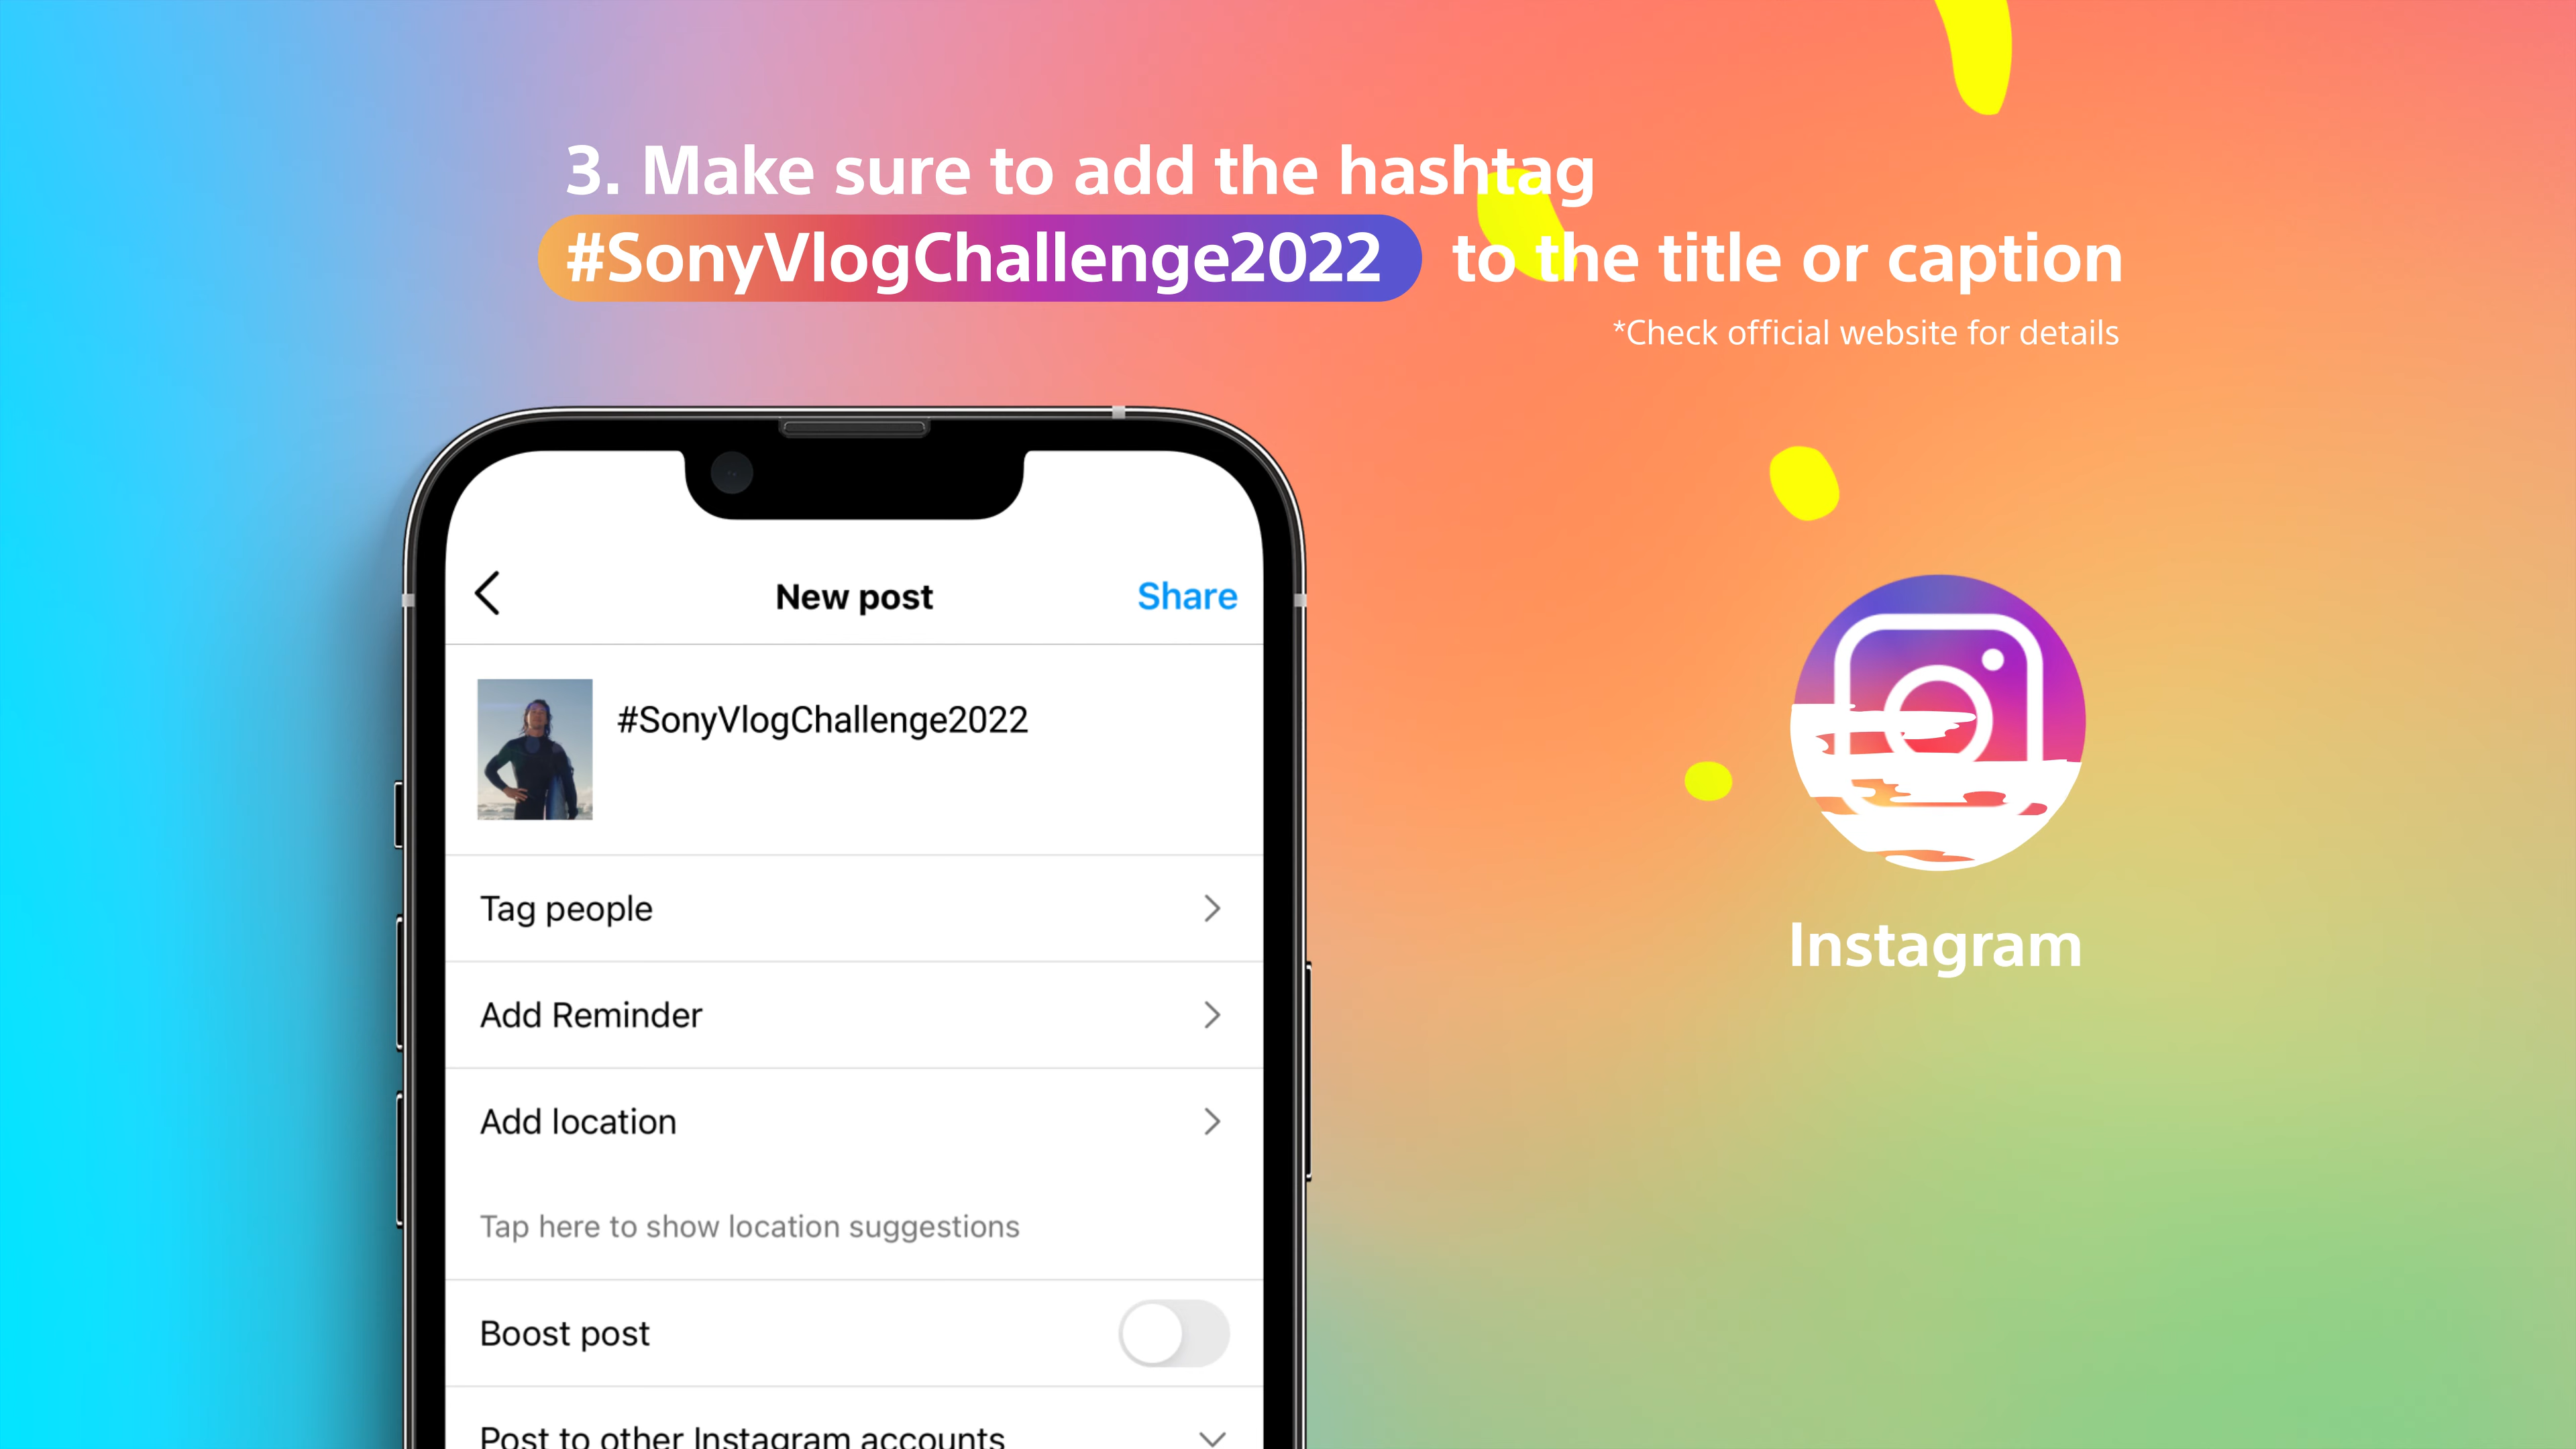 3. Make sure to add the hashtag
#SonyVlogChallenge2022 to the title or caption
*Check official website for details
New post
Share
#SonyVlogChallenge2022
Tag people
Add Reminder
Add location
Tap here to show location suggestions
Boost post
Post to other Instagram accounts
Instagram